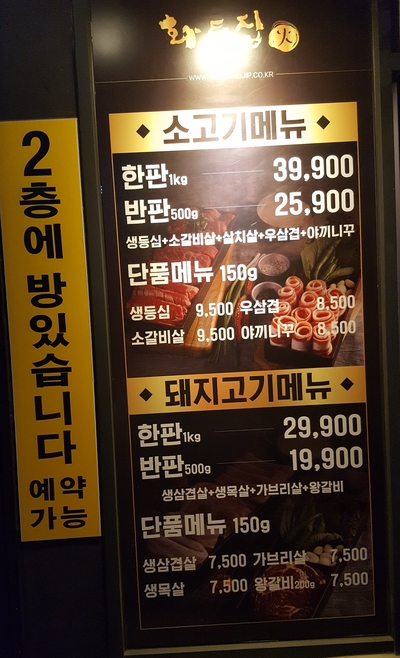 2층에 방있습니다
예약
가능
火
소고기메뉴
한판1kg 39,900
반판500g 25,900
생등심+소갈비살+살치살+우삼겹+야끼니꾸
단품메뉴 150g
생등심 9,500 우삼겹 8,500
소갈비살 9,500 야끼니꾸 8,500
돼지고기메뉴
한판1kg 29,900
반판500g 19,900
생삼겹살+생목살+가브리살+왕갈비
단품메뉴 150g
생삼겹살 7,500 가브리살 7,500
생목살 7,500 왕갈비200g 7,500